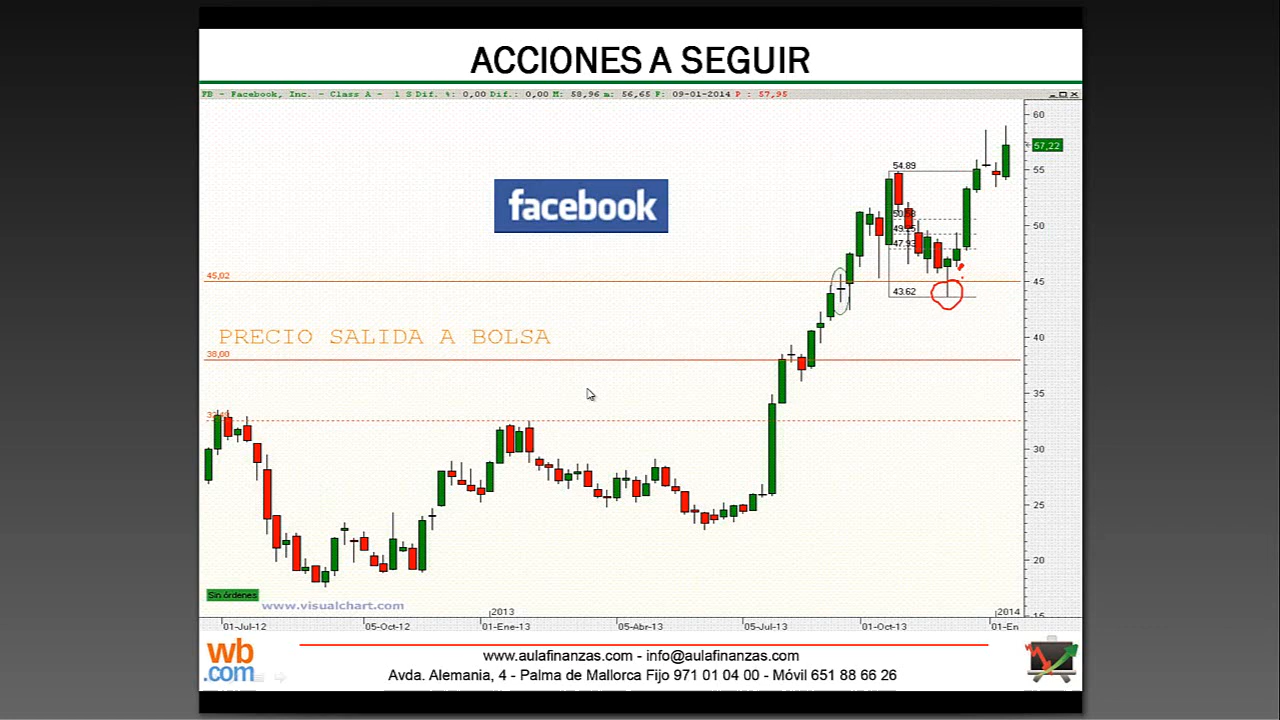 ACCIONES A SEGUIR
FB - Facebook, Inc. - Class A - 1 S Dif. %: 0,00 Dif.: 0,00 M: 58,96 m: 56,65 F: 09-01-2014 P : 57,95
60
57,22
55
50
45
40
35
30
25
20
15
facebook
54.89
49.25
47.93
43.62
45,02
PRECIO SALIDA A BOLSA
38,00
Sin órdenes
www.visualchart.com
2013
2014
01-Jul-12
05-Oct-12
01-Ene-13
05-Abr-13
05-Jul-13
01-Oct-13
01-En
wb
.com
www.aulafinanzas.com - info@aulafinanzas.com
Avda. Alemania, 4 - Palma de Mallorca Fijo 971 01 04 00 - Móvil 651 88 66 26